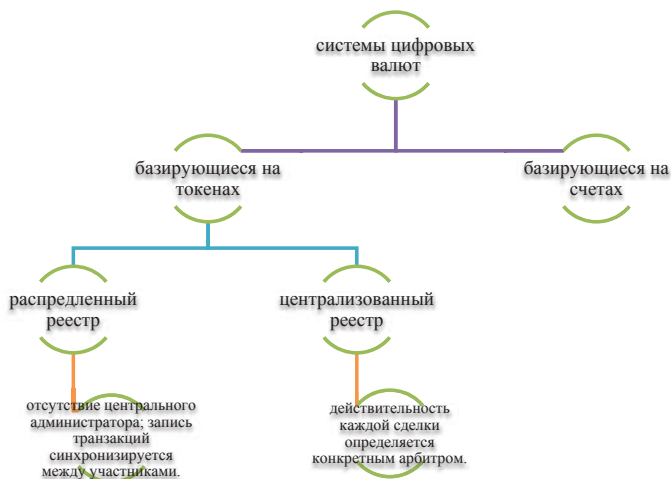 системы цифровых
валют
базирующиеся на
токенах
базирующиеся на
счетах
распредленный
реестр
централизованный
реестр
отсутствие центрального
администратора; запись
транзакций
синхронизируется
между участниками.
действительность
каждой сделки
определяется
конкретным арбитром.